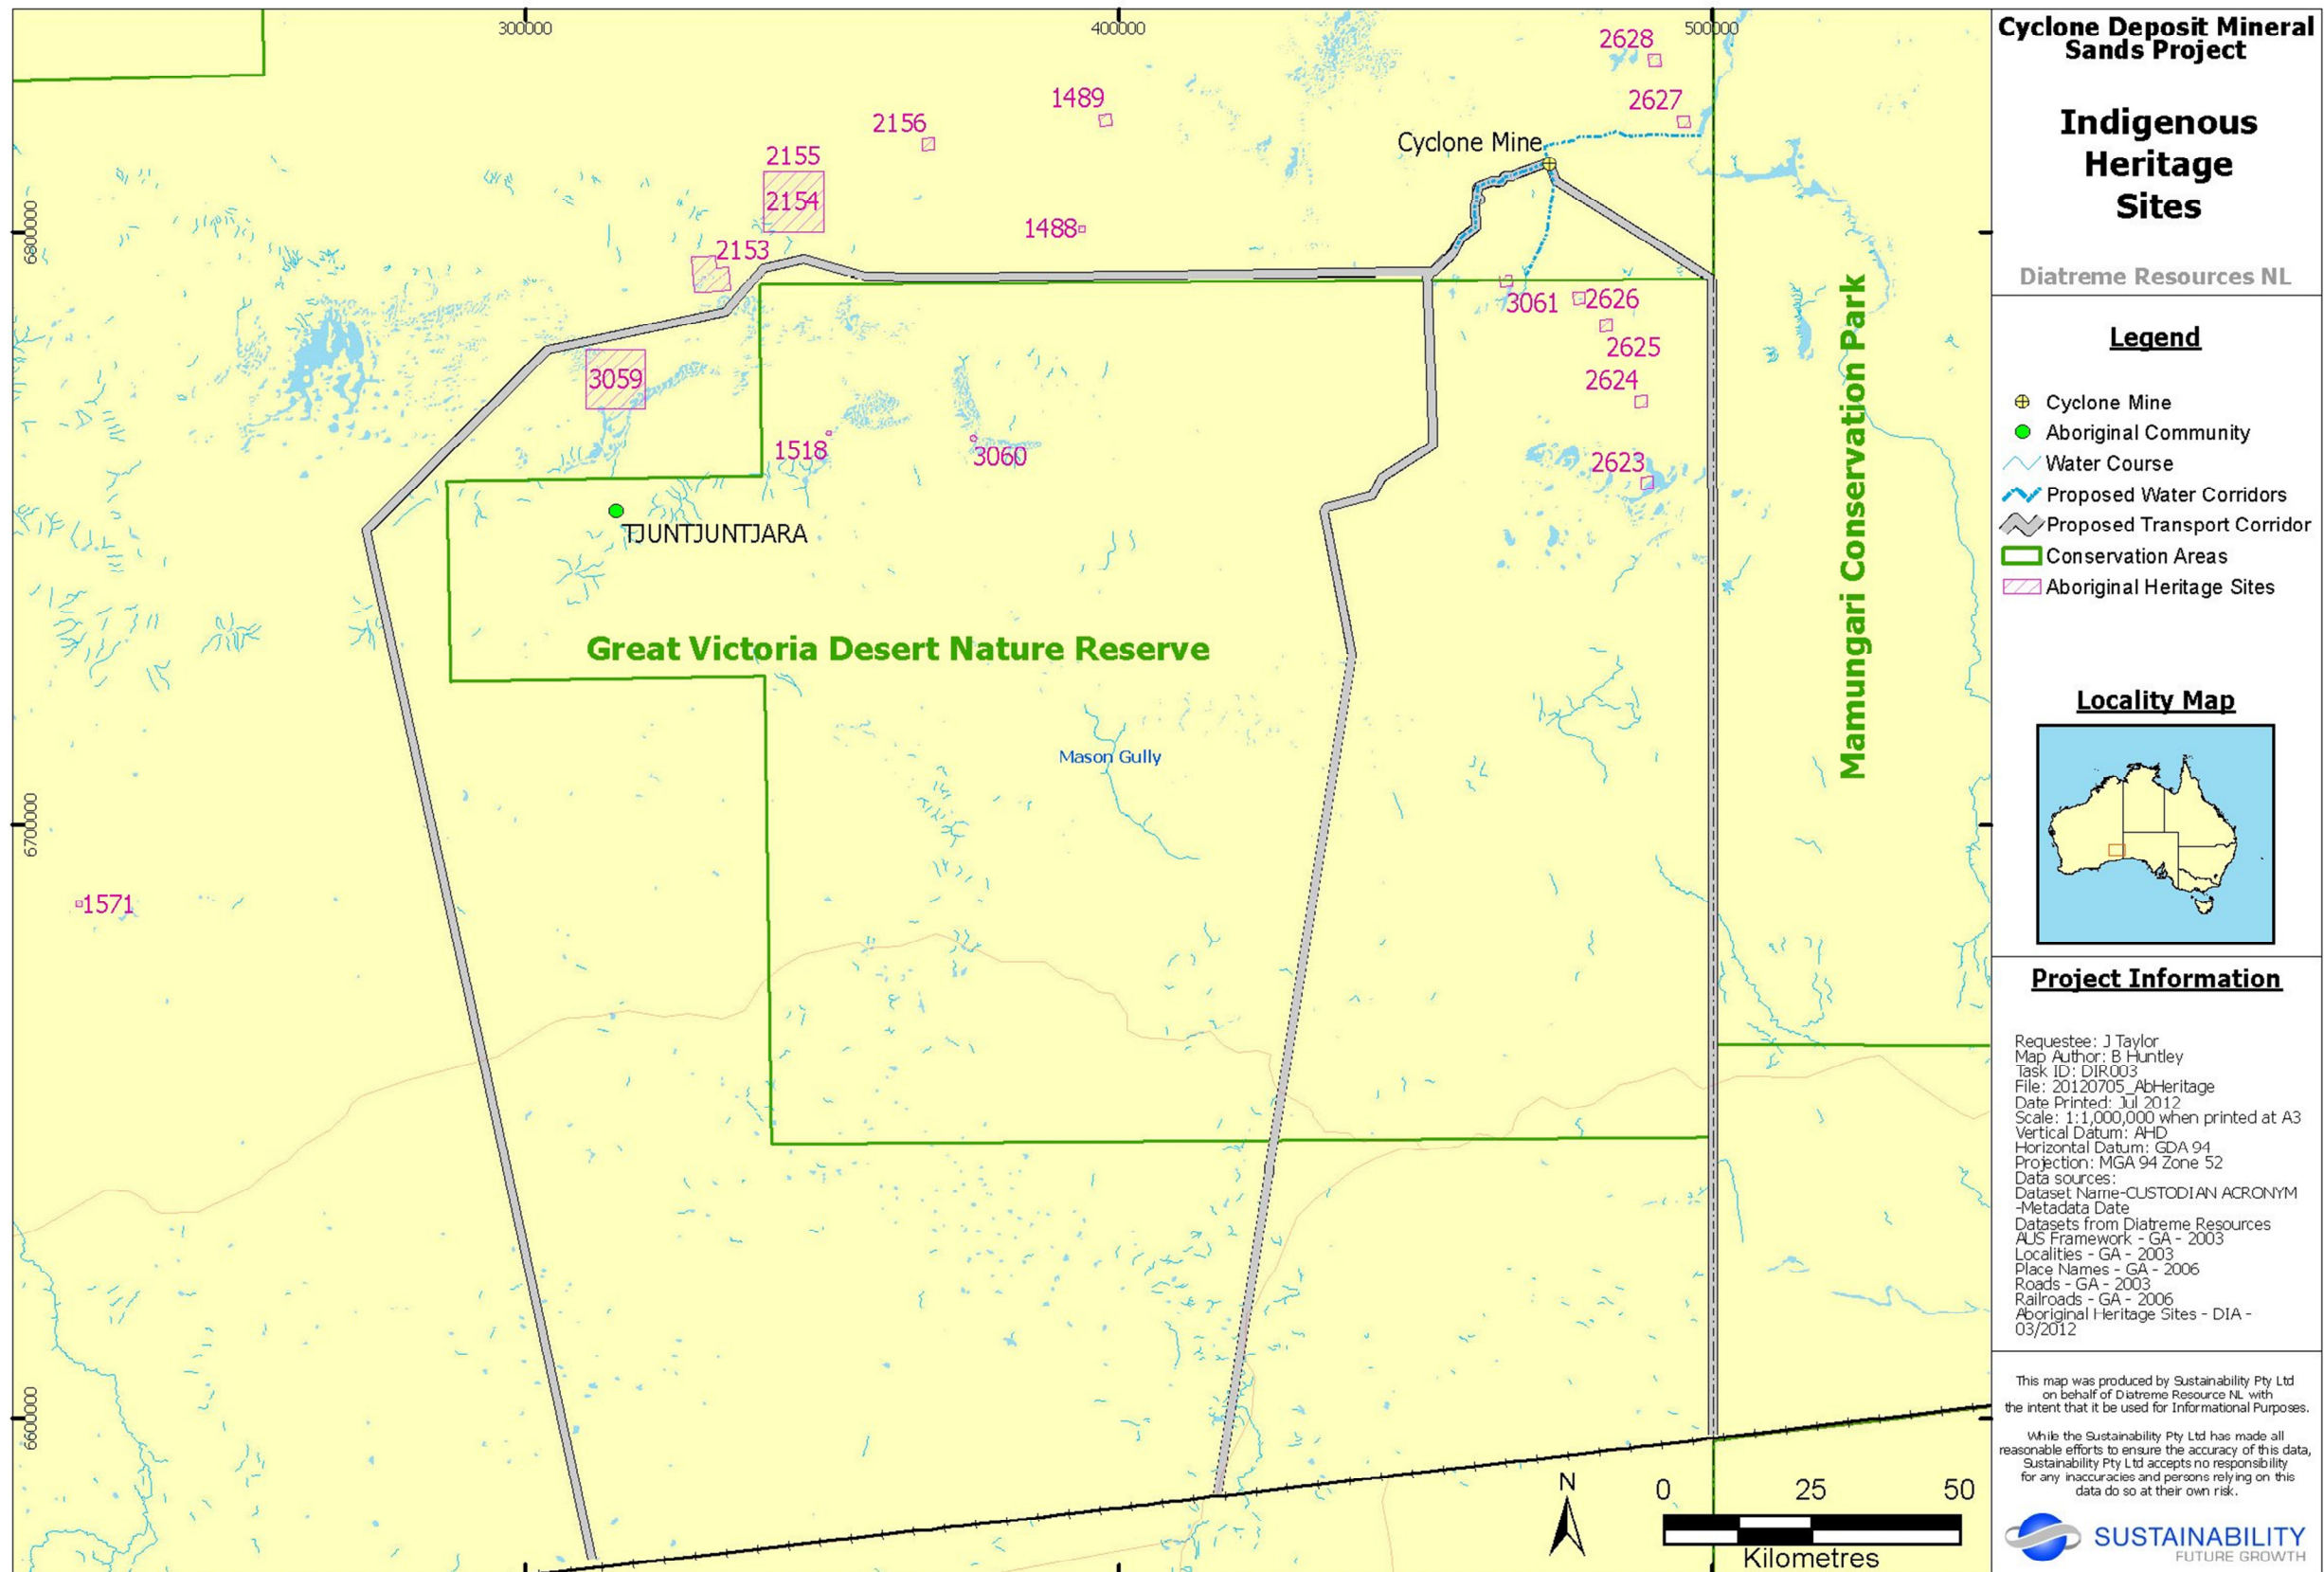 300000
400000
500000
6800000
6700000
6600000
2628
2627
1489
2156
2155
2154
2153
1488
Cyclone Mine
3061
2626
2625
2624
2623
3059
1518
3060
TJUNTJUNTJARA
Great Victoria Desert Nature Reserve
Mamungari Conservation Park
Mason Gully
1571
N
0 25 50
Kilometres
Cyclone Deposit Mineral
Sands Project
Indigenous
Heritage
Sites
Diatreme Resources NL
Legend
Cyclone Mine
Aboriginal Community
Water Course
Proposed Water Corridors
Proposed Transport Corridor
Conservation Areas
Aboriginal Heritage Sites
Locality Map
Project Information
Requestee: J Taylor
Map Author: B Huntley
Task ID: DIR003
File: 20120705_AbHeritage
Date Printed: Jul 2012
Scale: 1:1,000,000 when printed at A3
Vertical Datum: AHD
Horizontal Datum: GDA 94
Projection: MGA 94 Zone 52
Data sources:
Dataset Name-CUSTODIAN ACRONYM
-Metadata Date
Datasets from Diatreme Resources
AUS Framework - GA - 2003
Localities - GA - 2003
Place Names - GA - 2006
Roads - GA - 2003
Railroads - GA - 2006
Aboriginal Heritage Sites - DIA -
03/2012
This map was produced by Sustainability Pty Ltd
on behalf of Diatreme Resource NL with
the intent that it be used for Informational Purposes.
While the Sustainability Pty Ltd has made all
reasonable efforts to ensure the accuracy of this data,
Sustainability Pty Ltd accepts no responsibility
for any inaccuracies and persons relying on this
data do so at their own risk.
SUSTAINABILITY
FUTURE GROWTH